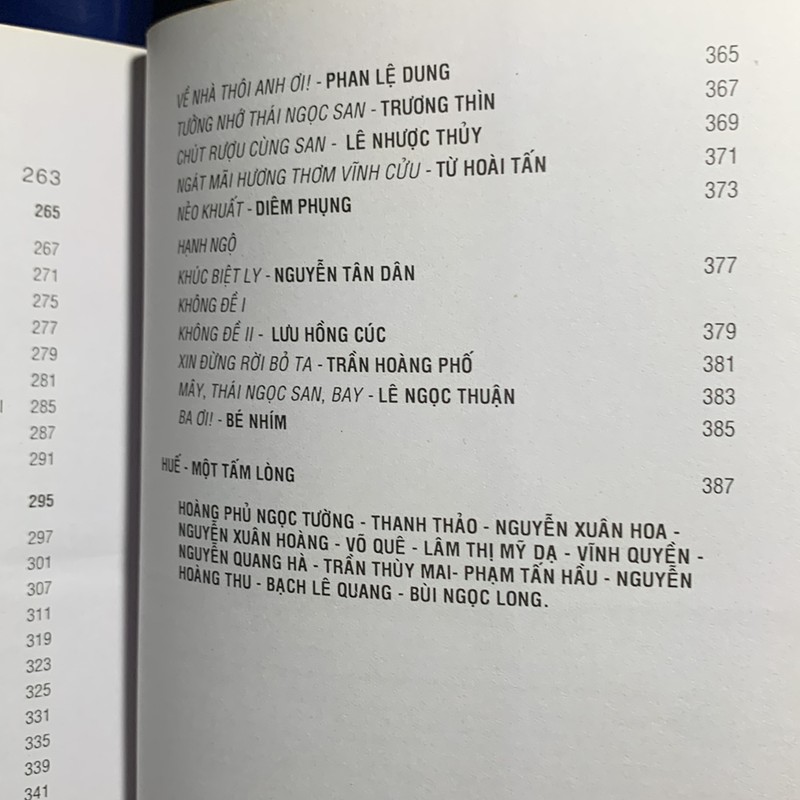 263
265
267
271
275
277
279
281
285
287
291
295
297
301
307
311
319
323
325
331
335
339
341
VỀ NHÀ THÔI ANH ƠI! - PHAN LỆ DUNG 365
TƯỞNG NHỚ THÁI NGỌC SAN - TRƯƠNG THÌN 367
CHÚT RƯỢU CÙNG SAN - LÊ NHƯỢC THỦY 369
NGÁT MÃI HƯƠNG THƠM VĨNH CỬU - TỪ HOÀI TẤN 371
NẺO KHUẤT - DIÊM PHỤNG 373
HẠNH NGỘ
KHÚC BIỆT LY - NGUYỄN TÂN DÂN 377
KHÔNG ĐỀ I
KHÔNG ĐỀ II - LƯU HỒNG CÚC 379
XIN ĐỪNG RỜI BỎ TA - TRẦN HOÀNG PHỐ 381
MÂY, THÁI NGỌC SAN, BAY - LÊ NGỌC THUẬN 383
BA ƠI! - BÉ NHÍM 385
HUẾ - MỘT TẤM LÒNG 387
HOÀNG PHỦ NGỌC TƯỜNG - THANH THẢO - NGUYỄN XUÂN HOA -
NGUYỄN XUÂN HOÀNG - VÕ QUÊ - LÂM THỊ MỸ DẠ - VĨNH QUYỀN -
NGUYỄN QUANG HÀ - TRẦN THÙY MAI- PHẠM TẤN HẦU - NGUYỄN
HOÀNG THU - BẠCH LÊ QUANG - BÙI NGỌC LONG.